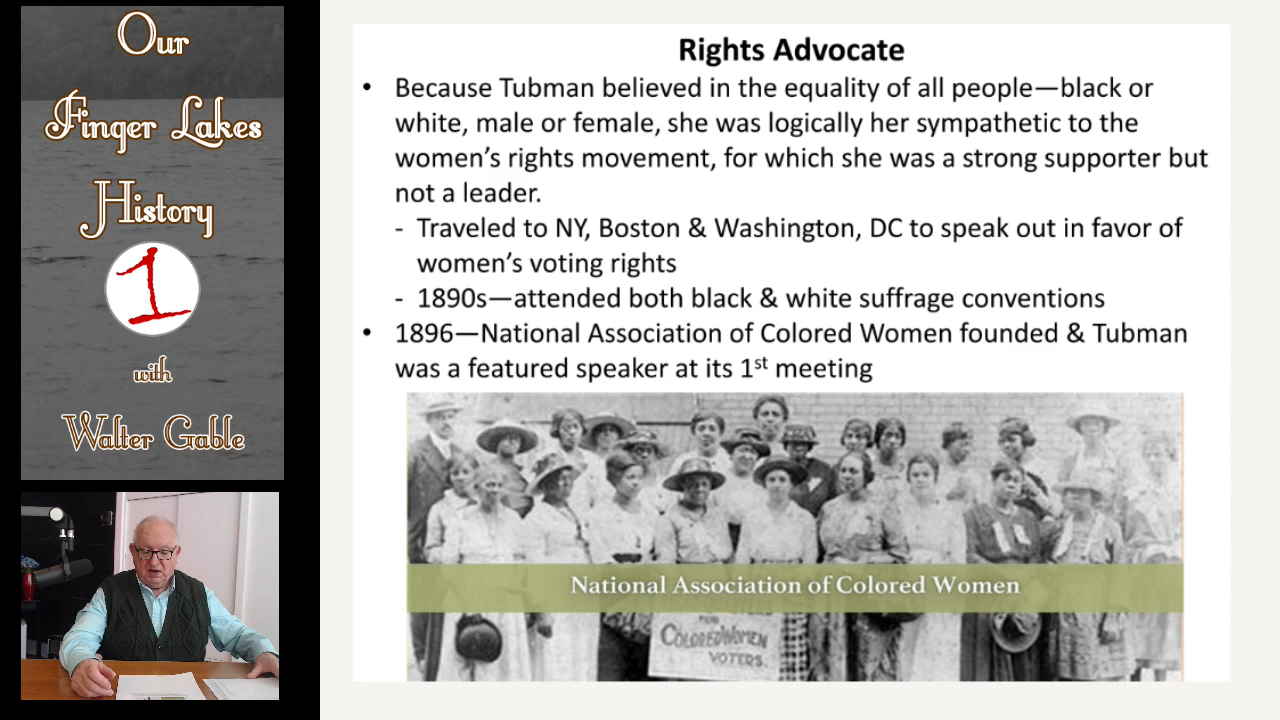 Our
Finger Lakes
History
1
with
Walter Gable
Rights Advocate
• Because Tubman believed in the equality of all people—black or
white, male or female, she was logically her sympathetic to the
women’s rights movement, for which she was a strong supporter but
not a leader.
- Traveled to NY, Boston & Washington, DC to speak out in favor of
women’s voting rights
- 1890s—attended both black & white suffrage conventions
• 1896—National Association of Colored Women founded & Tubman
was a featured speaker at its 1st meeting
National Association of Colored Women
FOR
COLORED WOMEN
VOTERS.